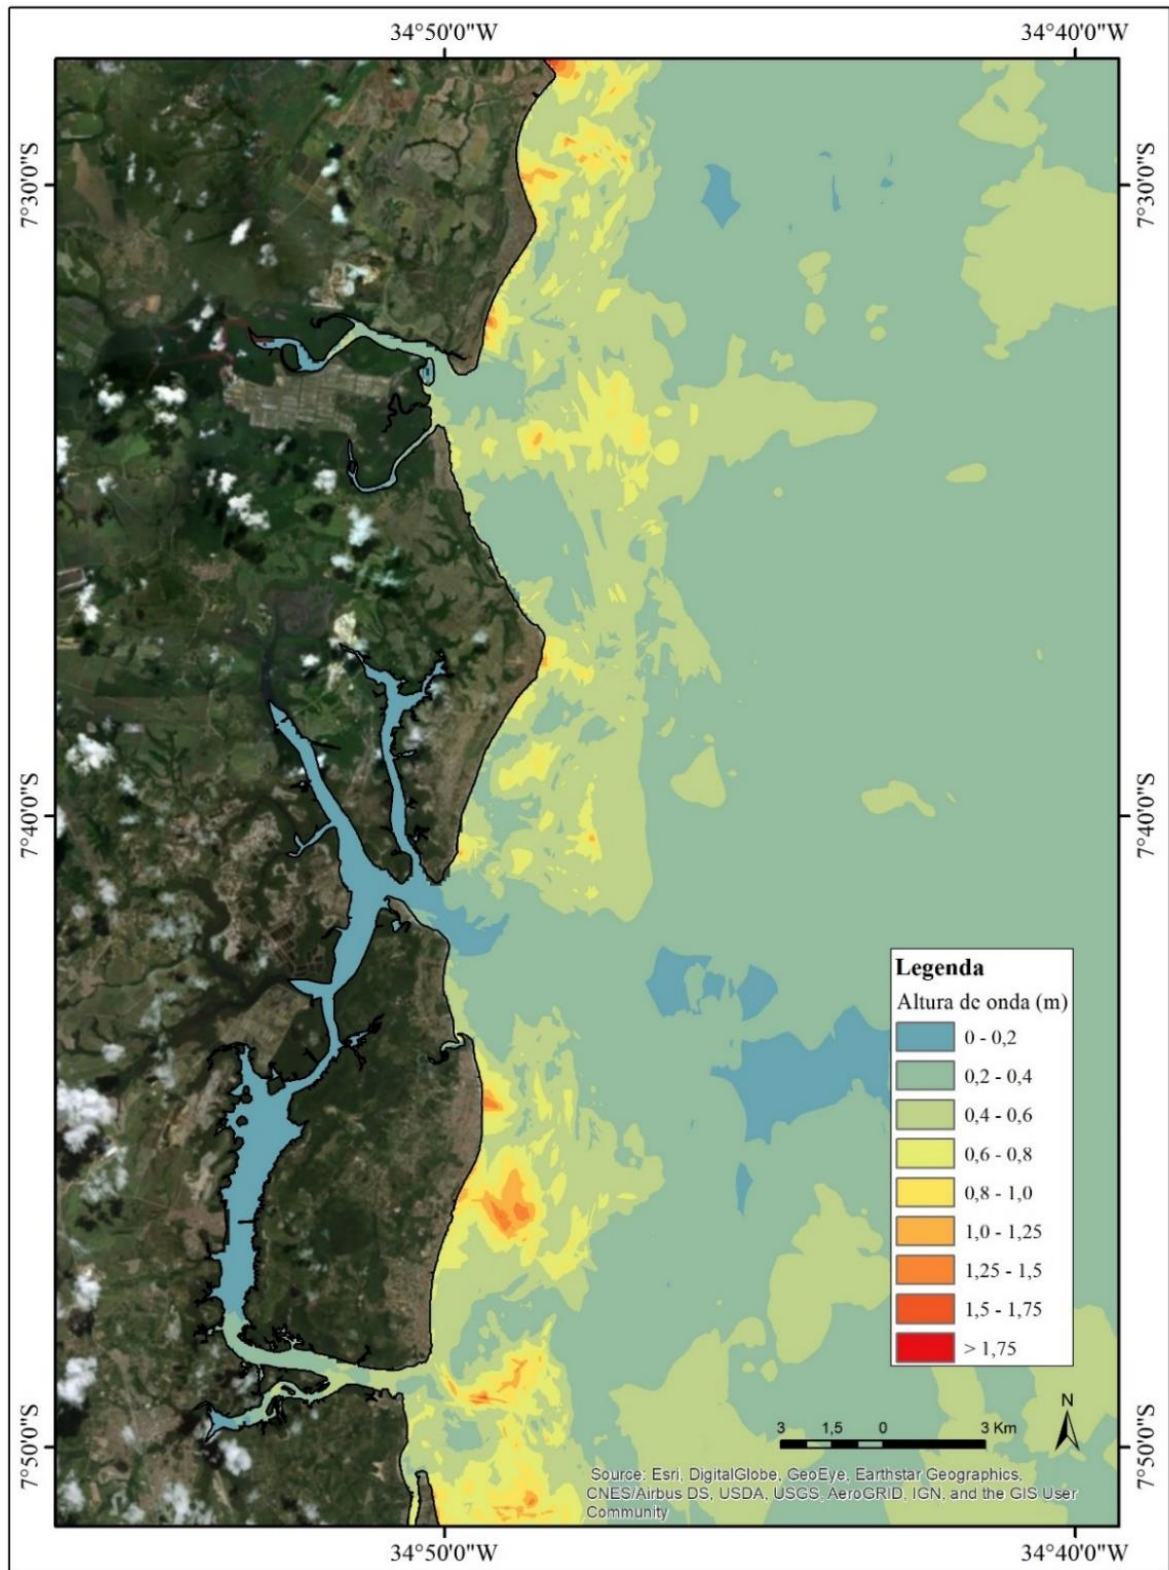 34°50'0"W 34°40'0"W
7°30'0"S 7°30'0"S
7°40'0"S 7°40'0"S
Legenda
Altura de onda (m)
0 - 0,2
0,2 - 0,4
0,4 - 0,6
0,6 - 0,8
0,8 - 1,0
1,0 - 1,25
1,25 - 1,5
1,5 - 1,75
> 1,75
N
3 1,5 0 3 Km
7°50'0"S 7°50'0"S
Source: Esri, DigitalGlobe, GeoEye, Earthstar Geographics,
CNES/Airbus DS, USDA, USGS, AeroGRID, IGN, and the GIS User
Community
34°50'0"W 34°40'0"W